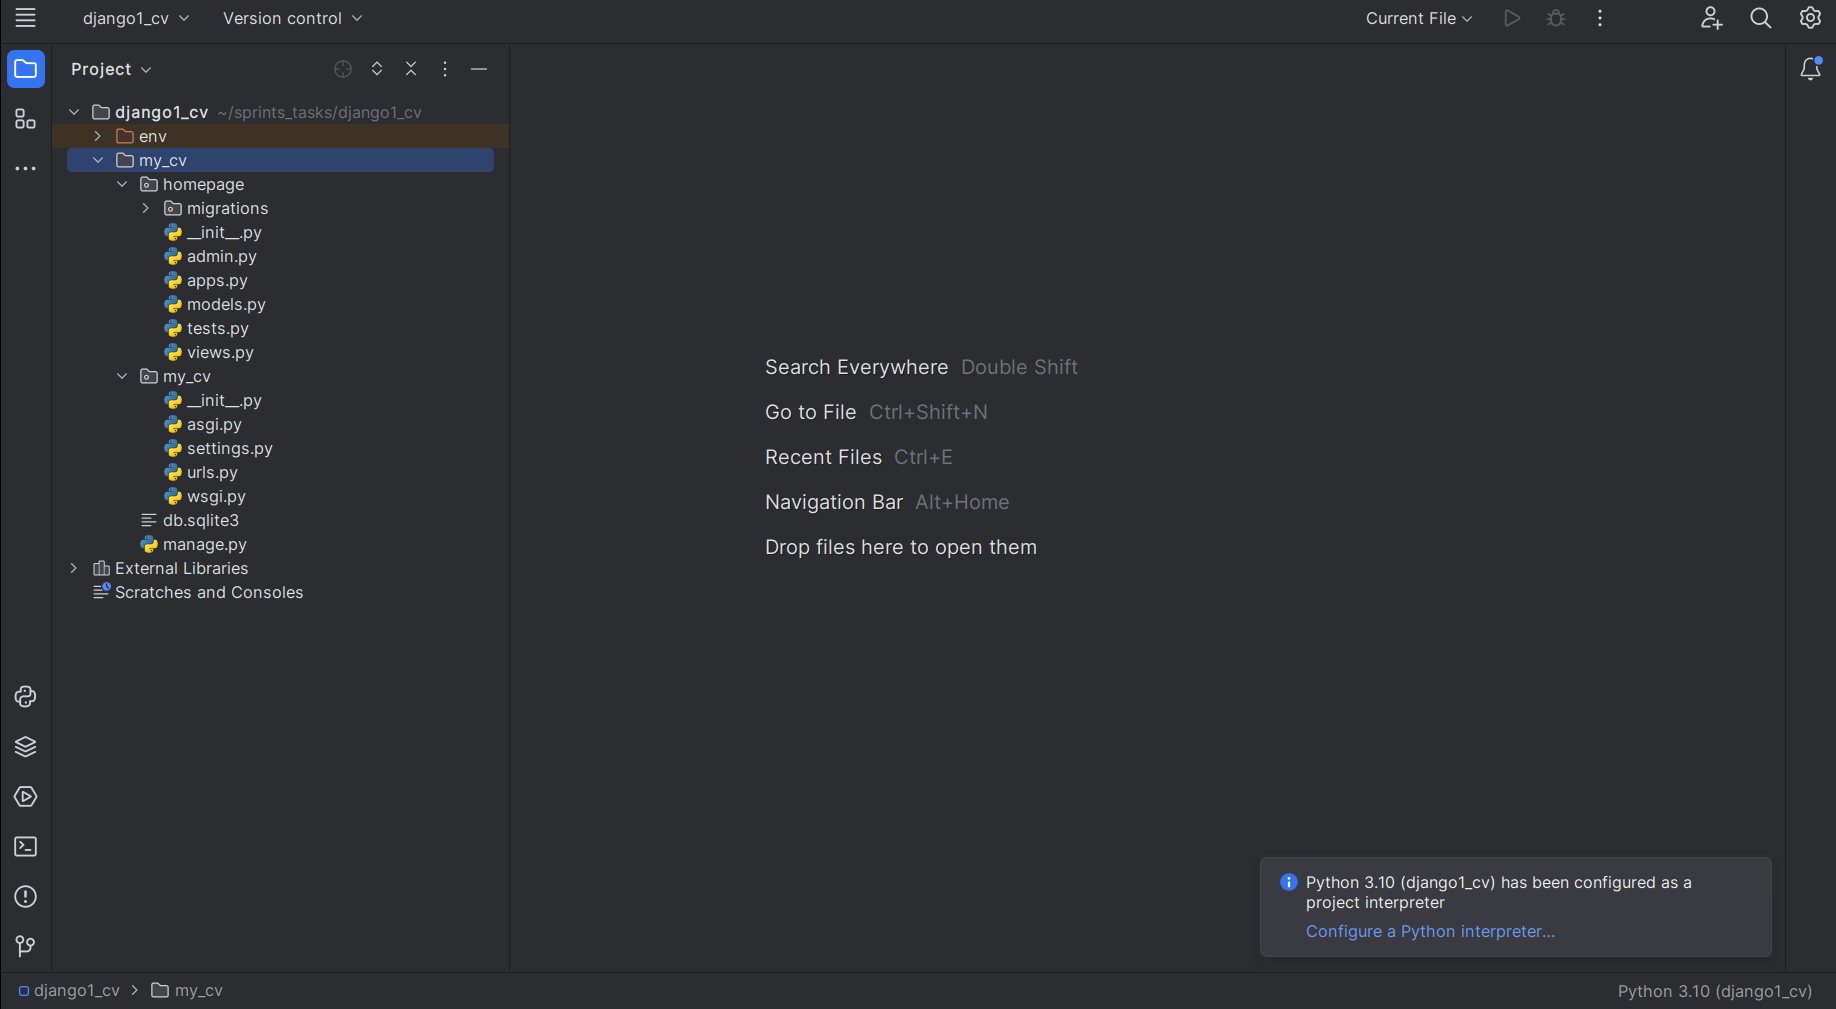 django1_cv Version control Current File
Project
django1_cv ~/sprints_tasks/django1_cv
env
my_cv
homepage
migrations
__init__.py
admin.py
apps.py
models.py
tests.py
views.py
my_cv
__init__.py
asgi.py
settings.py
urls.py
wsgi.py
db.sqlite3
manage.py
External Libraries
Scratches and Consoles
Search Everywhere Double Shift
Go to File Ctrl+Shift+N
Recent Files Ctrl+E
Navigation Bar Alt+Home
Drop files here to open them
Python 3.10 (django1_cv) has been configured as a
project interpreter
Configure a Python interpreter...
django1_cv > my_cv Python 3.10 (django1_cv)